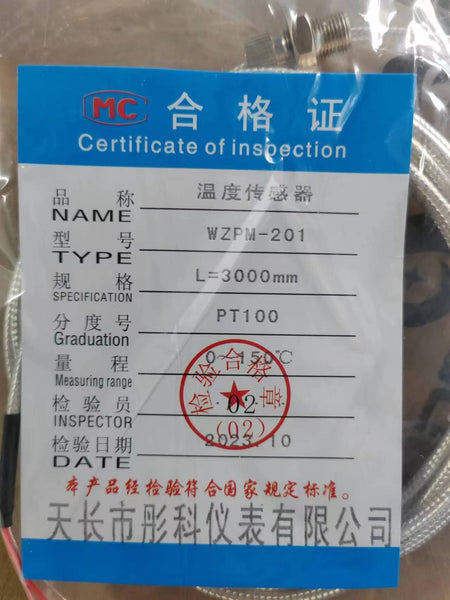 MC 合格证
Certificate of inspection
品称 温度传感器
NAME
型号 WZPM-201
TYPE
规格 L=3000mm
SPECIFICATION
分度号 PT100
Graduation
量程 0~150℃
Measuring range
检验合格章
检验员 02
INSPECTOR (02)
检验日期 2023.10
DATE
本产品经检验符合国家规定标准。
天长市彤科仪表有限公司